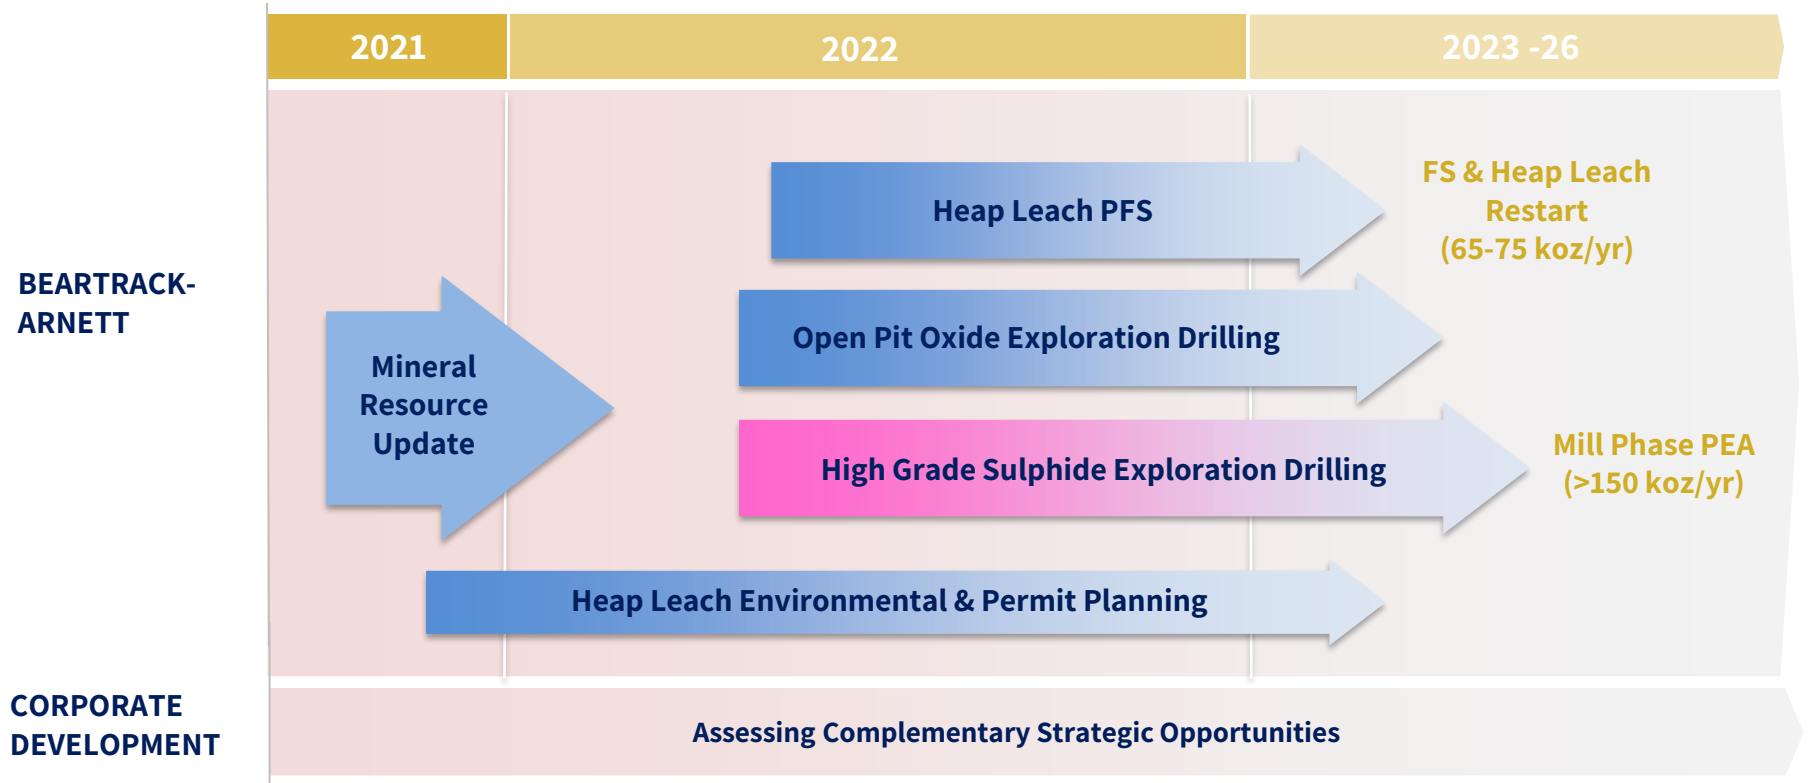 2021
2022
2023 -26
BEARTRACK-
ARNETT
Heap Leach PFS
FS & Heap Leach
Restart
(65-75 koz/yr)
Open Pit Oxide Exploration Drilling
Mineral
Resource
Update
High Grade Sulphide Exploration Drilling
Mill Phase PEA
(>150 koz/yr)
Heap Leach Environmental & Permit Planning
CORPORATE
DEVELOPMENT
Assessing Complementary Strategic Opportunities